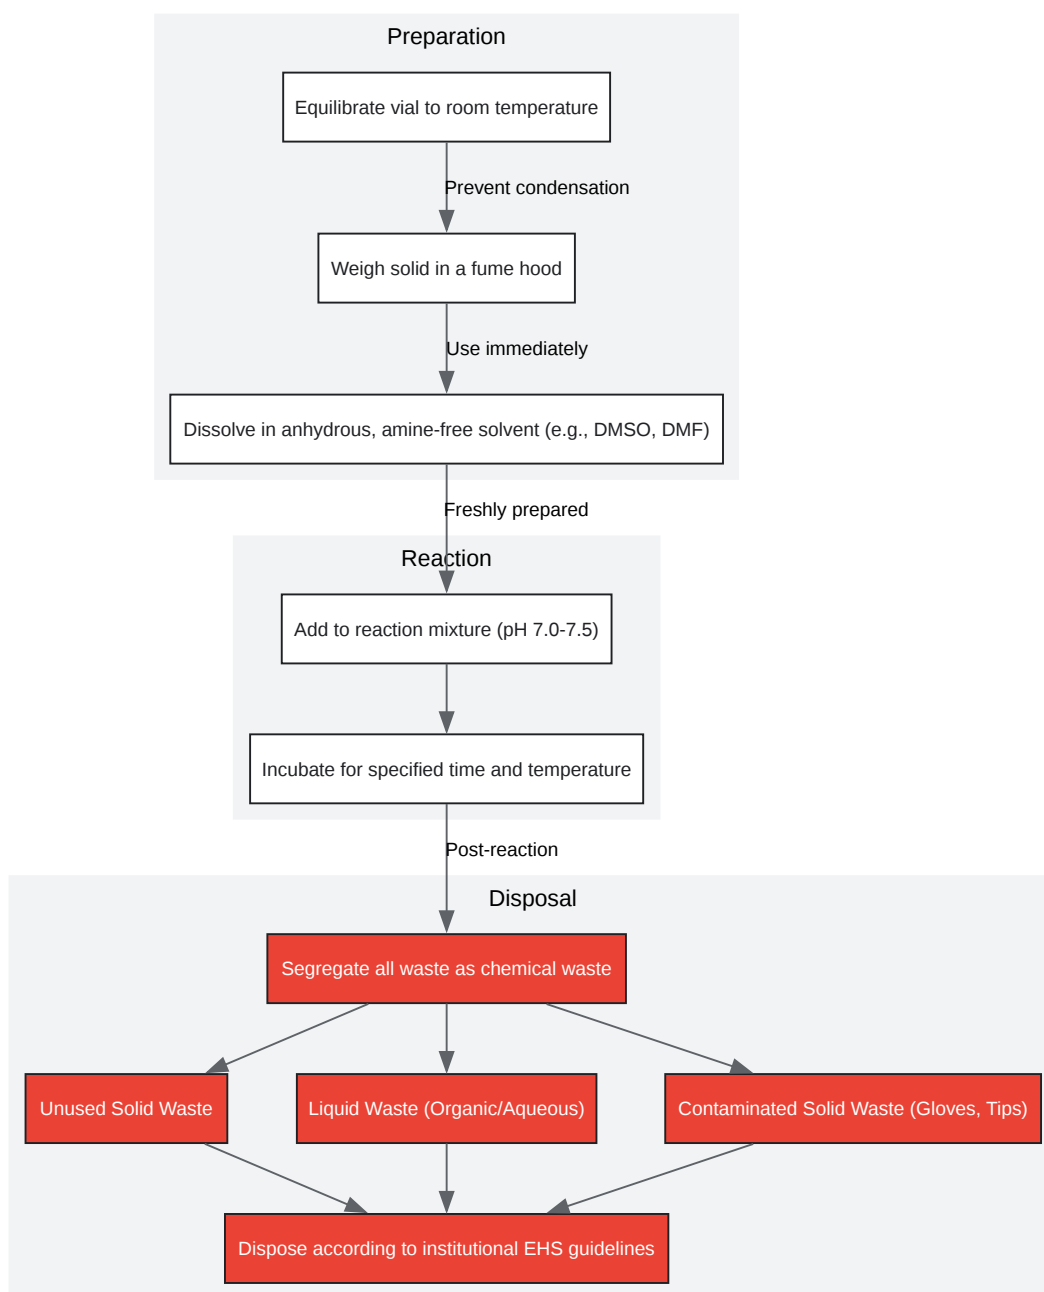 Preparation
Equilibrate vial to room temperature
Prevent condensation
Weigh solid in a fume hood
Use immediately
Dissolve in anhydrous, amine-free solvent (e.g., DMSO, DMF)
Freshly prepared
Reaction
Add to reaction mixture (pH 7.0-7.5)
Incubate for specified time and temperature
Post-reaction
Disposal
Segregate all waste as chemical waste
Unused Solid Waste
Liquid Waste (Organic/Aqueous)
Contaminated Solid Waste (Gloves, Tips)
Dispose according to institutional EHS guidelines